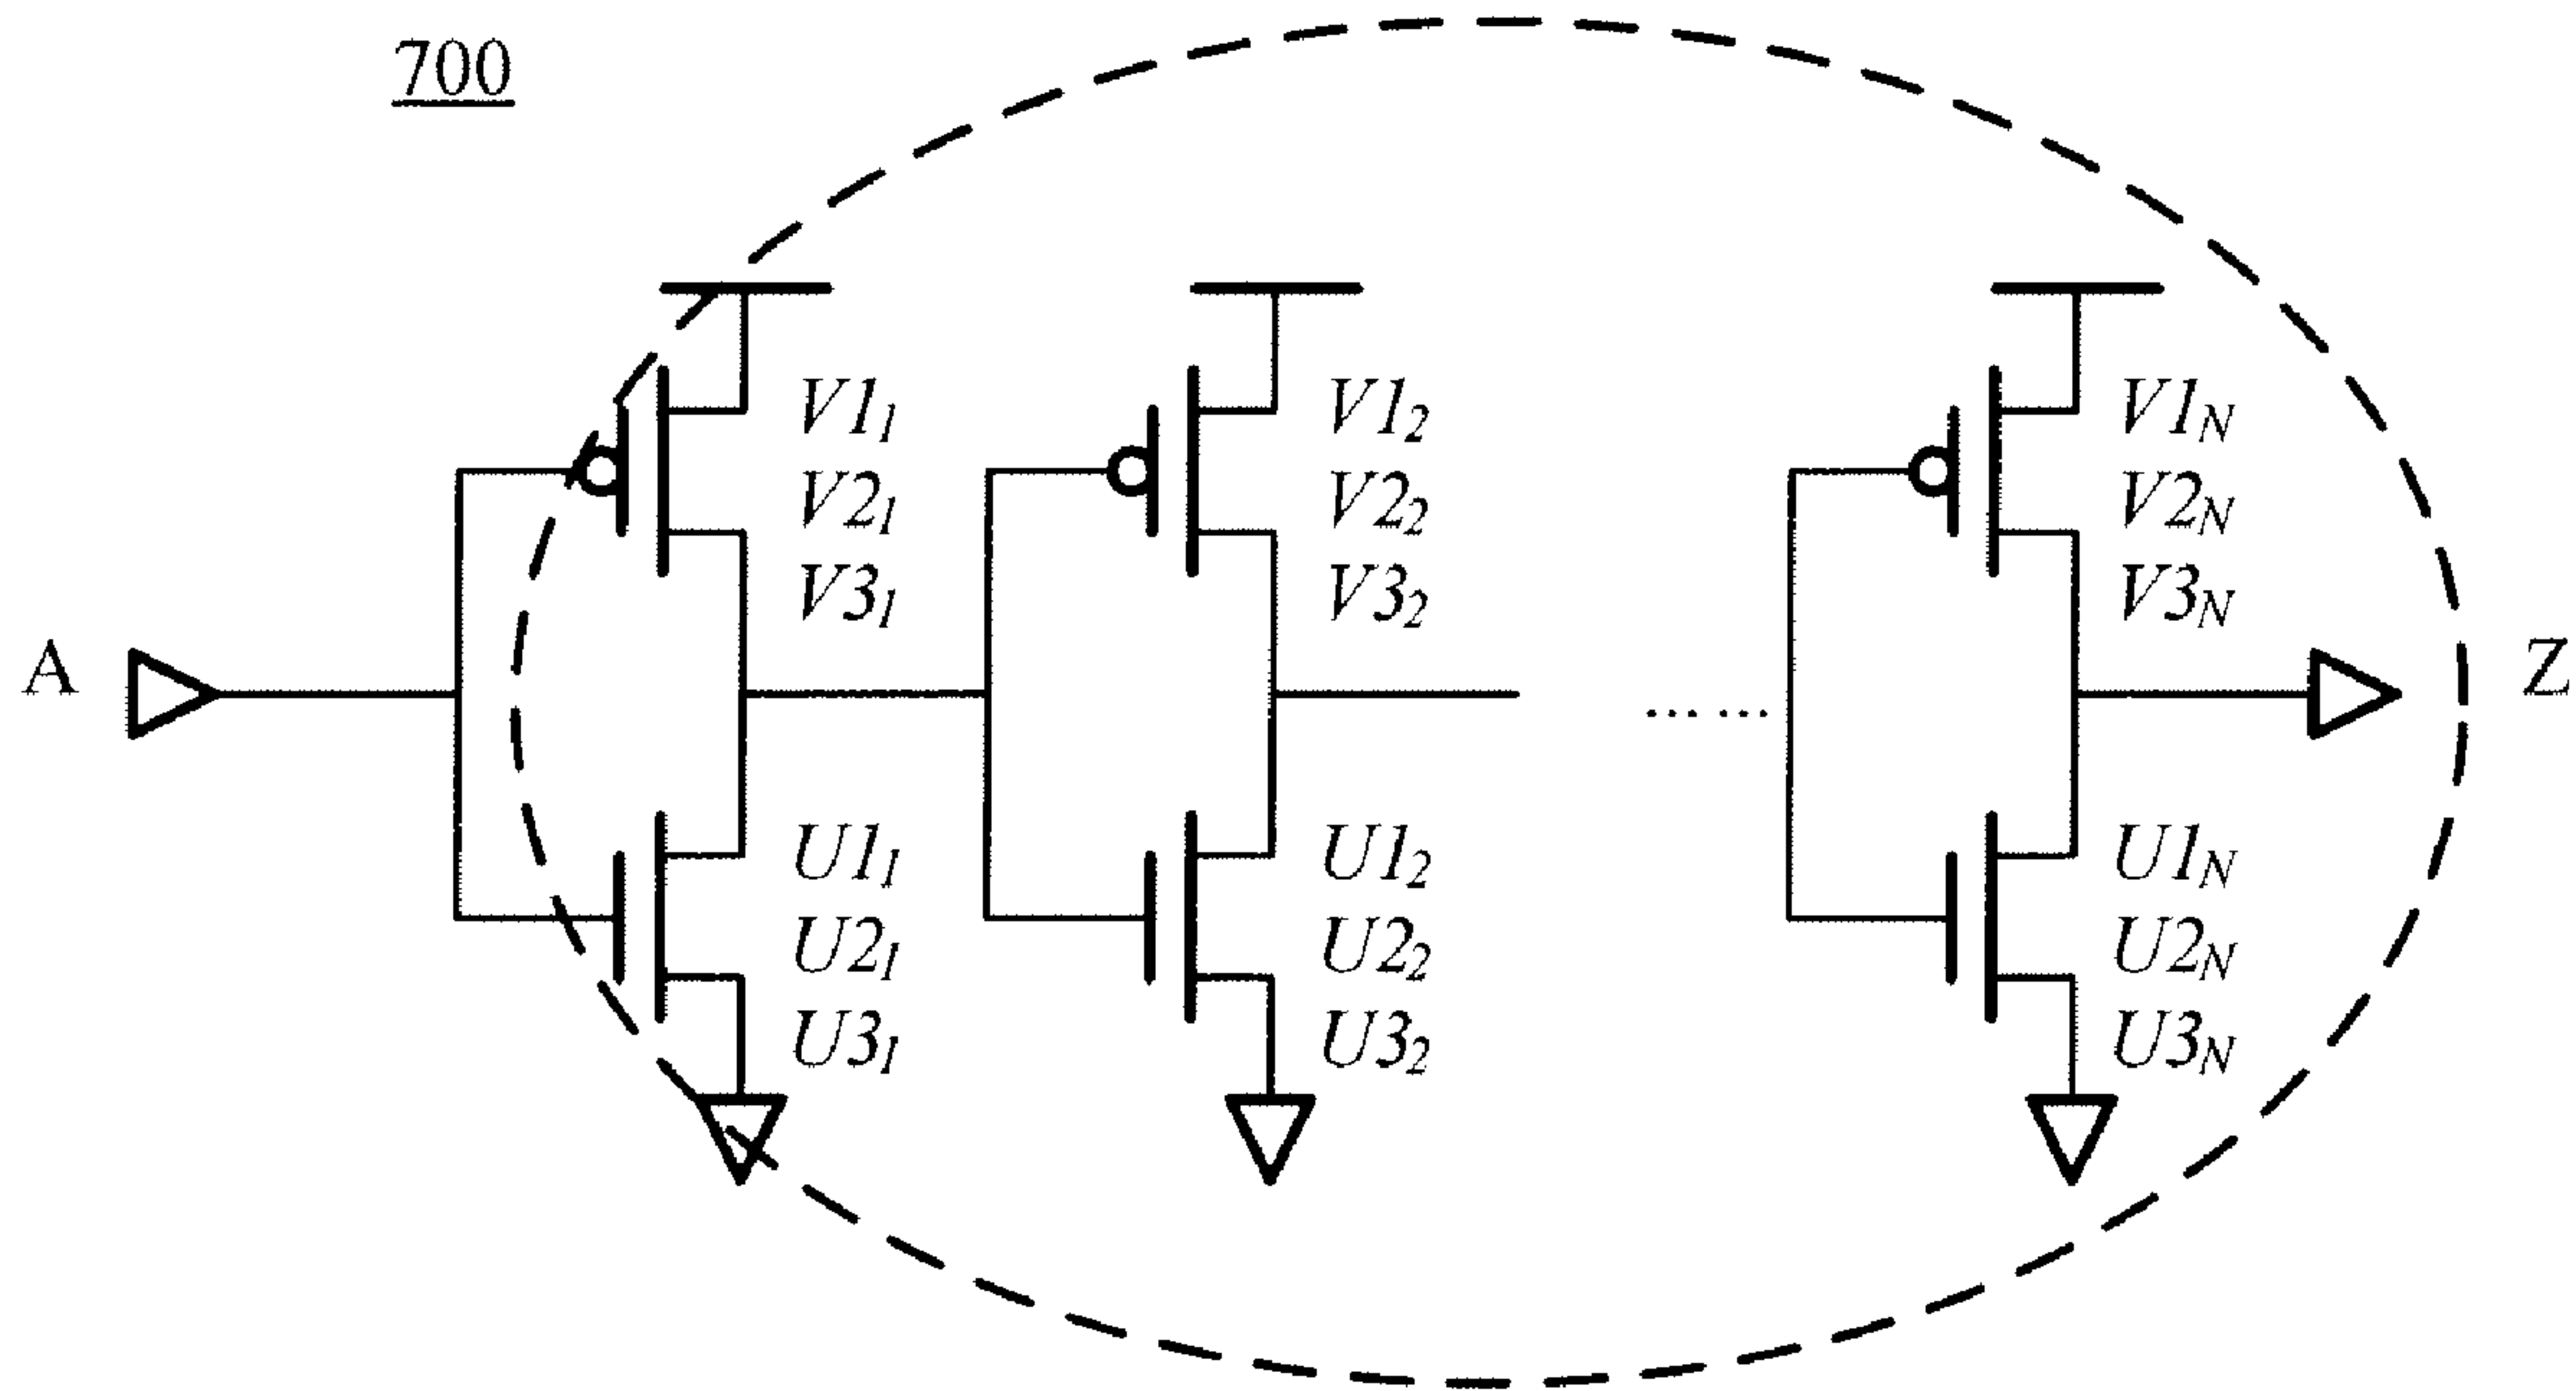 700
V1₁ V1₂ V1N
V2₁ V2₂ V2N
V3₁ V3₂ V3N
A Z
...…
U1₁ U1₂ U1N
U2₁ U2₂ U2N
U3₁ U3₂ U3N